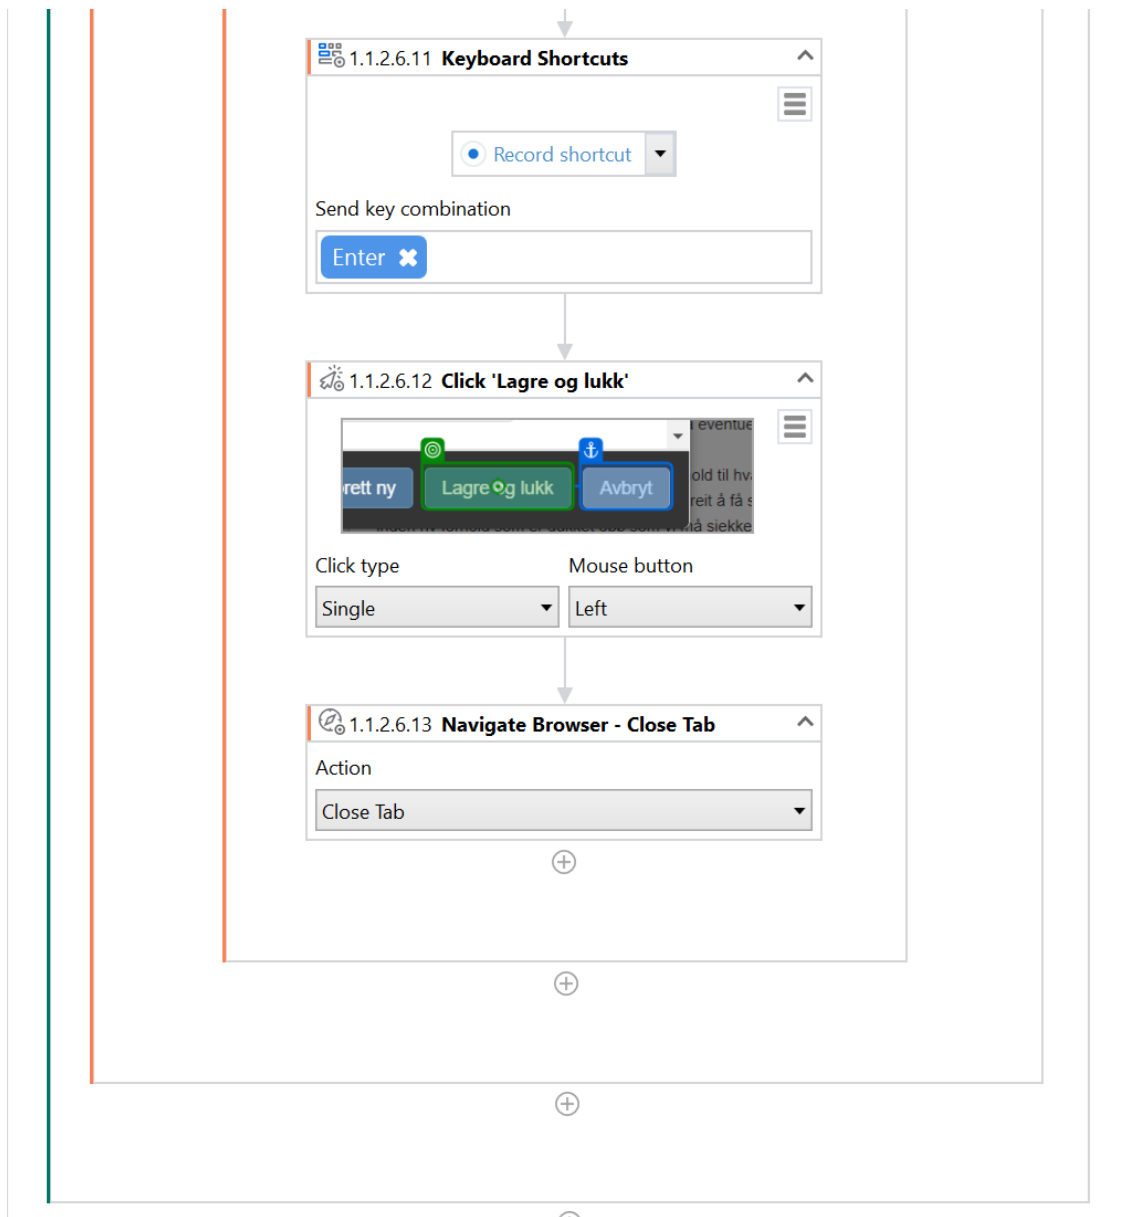 1.1.2.6.11 Keyboard Shortcuts
Record shortcut
Send key combination
Enter
1.1.2.6.12 Click 'Lagre og lukk'
rett ny Lagre og lukk Avbryt
old til hv
reit å få s
må sjekke
Click type Mouse button
Single Left
1.1.2.6.13 Navigate Browser - Close Tab
Action
Close Tab